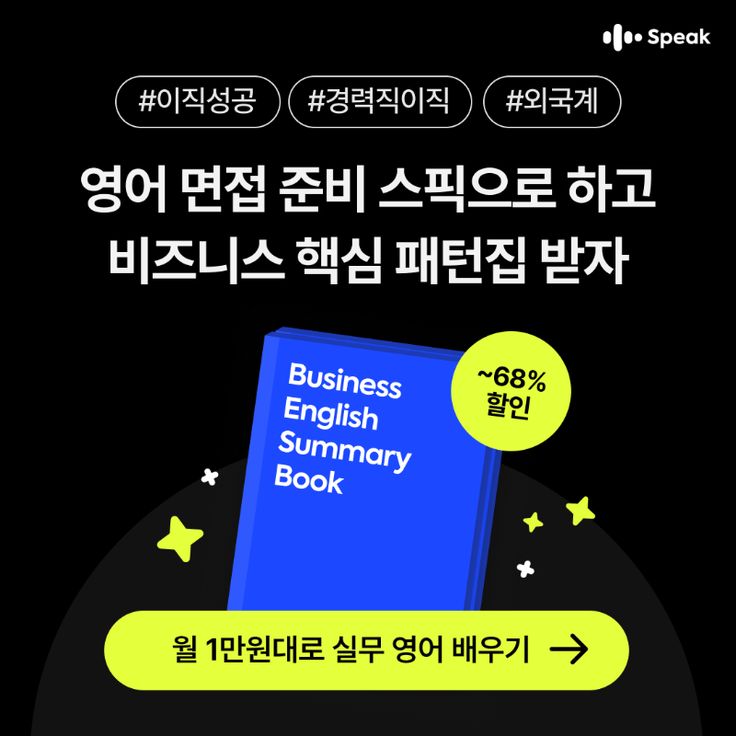 Speak
#이직성공 #경력직이직 #외국계
영어 면접 준비 스픽으로 하고
비즈니스 핵심 패턴집 받자
~68%
할인
Business
English
Summary
Book
월 1만원대로 실무 영어 배우기 →